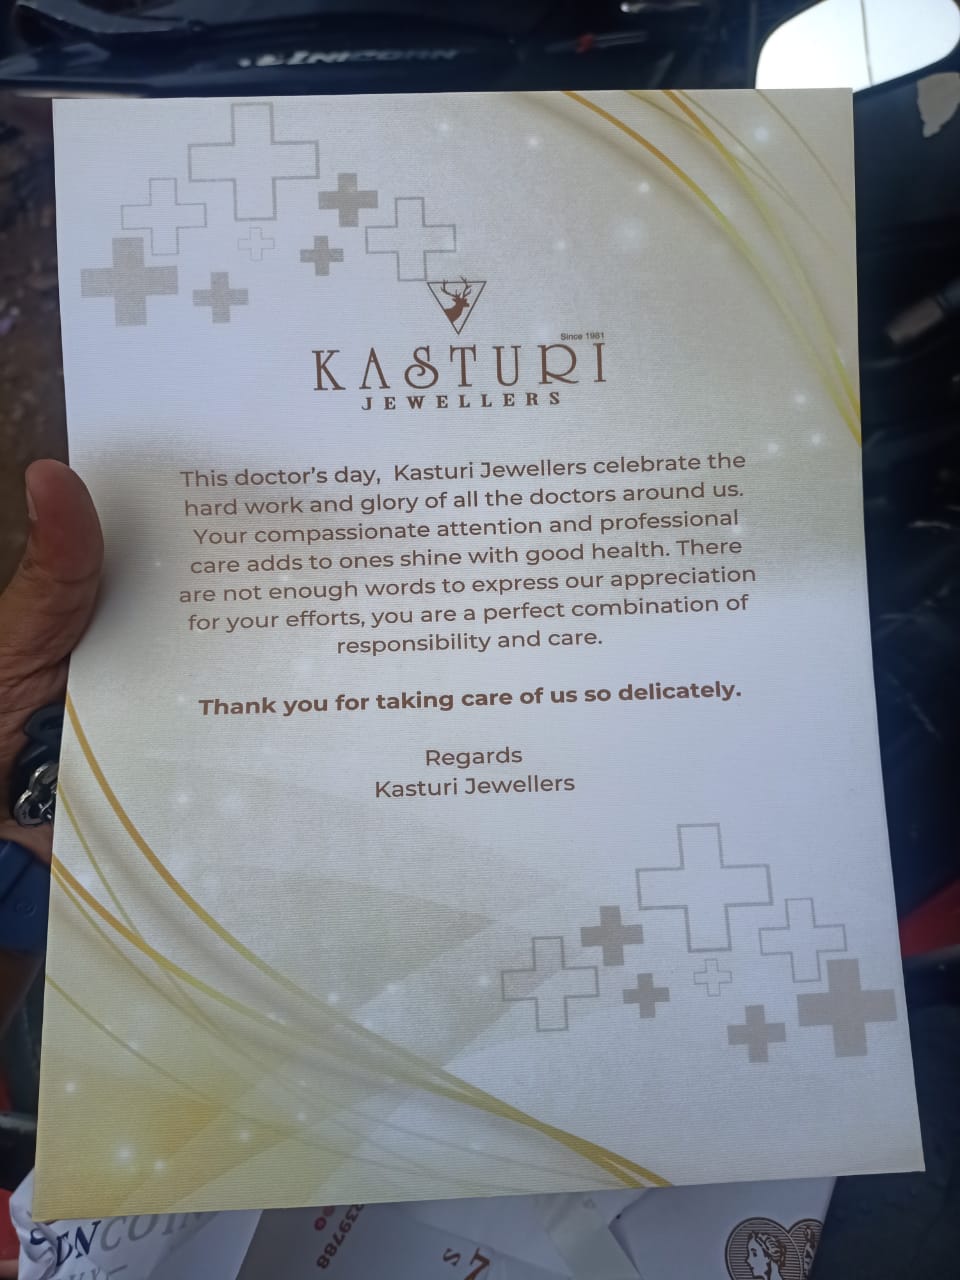 UNICORN
Since 1981
KASTURI
JEWELLERS
This doctor's day, Kasturi Jewellers celebrate the
hard work and glory of all the doctors around us.
Your compassionate attention and professional
care adds to ones shine with good health. There
are not enough words to express our appreciation
for your efforts, you are a perfect combination of
responsibility and care.
Thank you for taking care of us so delicately.
Regards
Kasturi Jewellers
39788